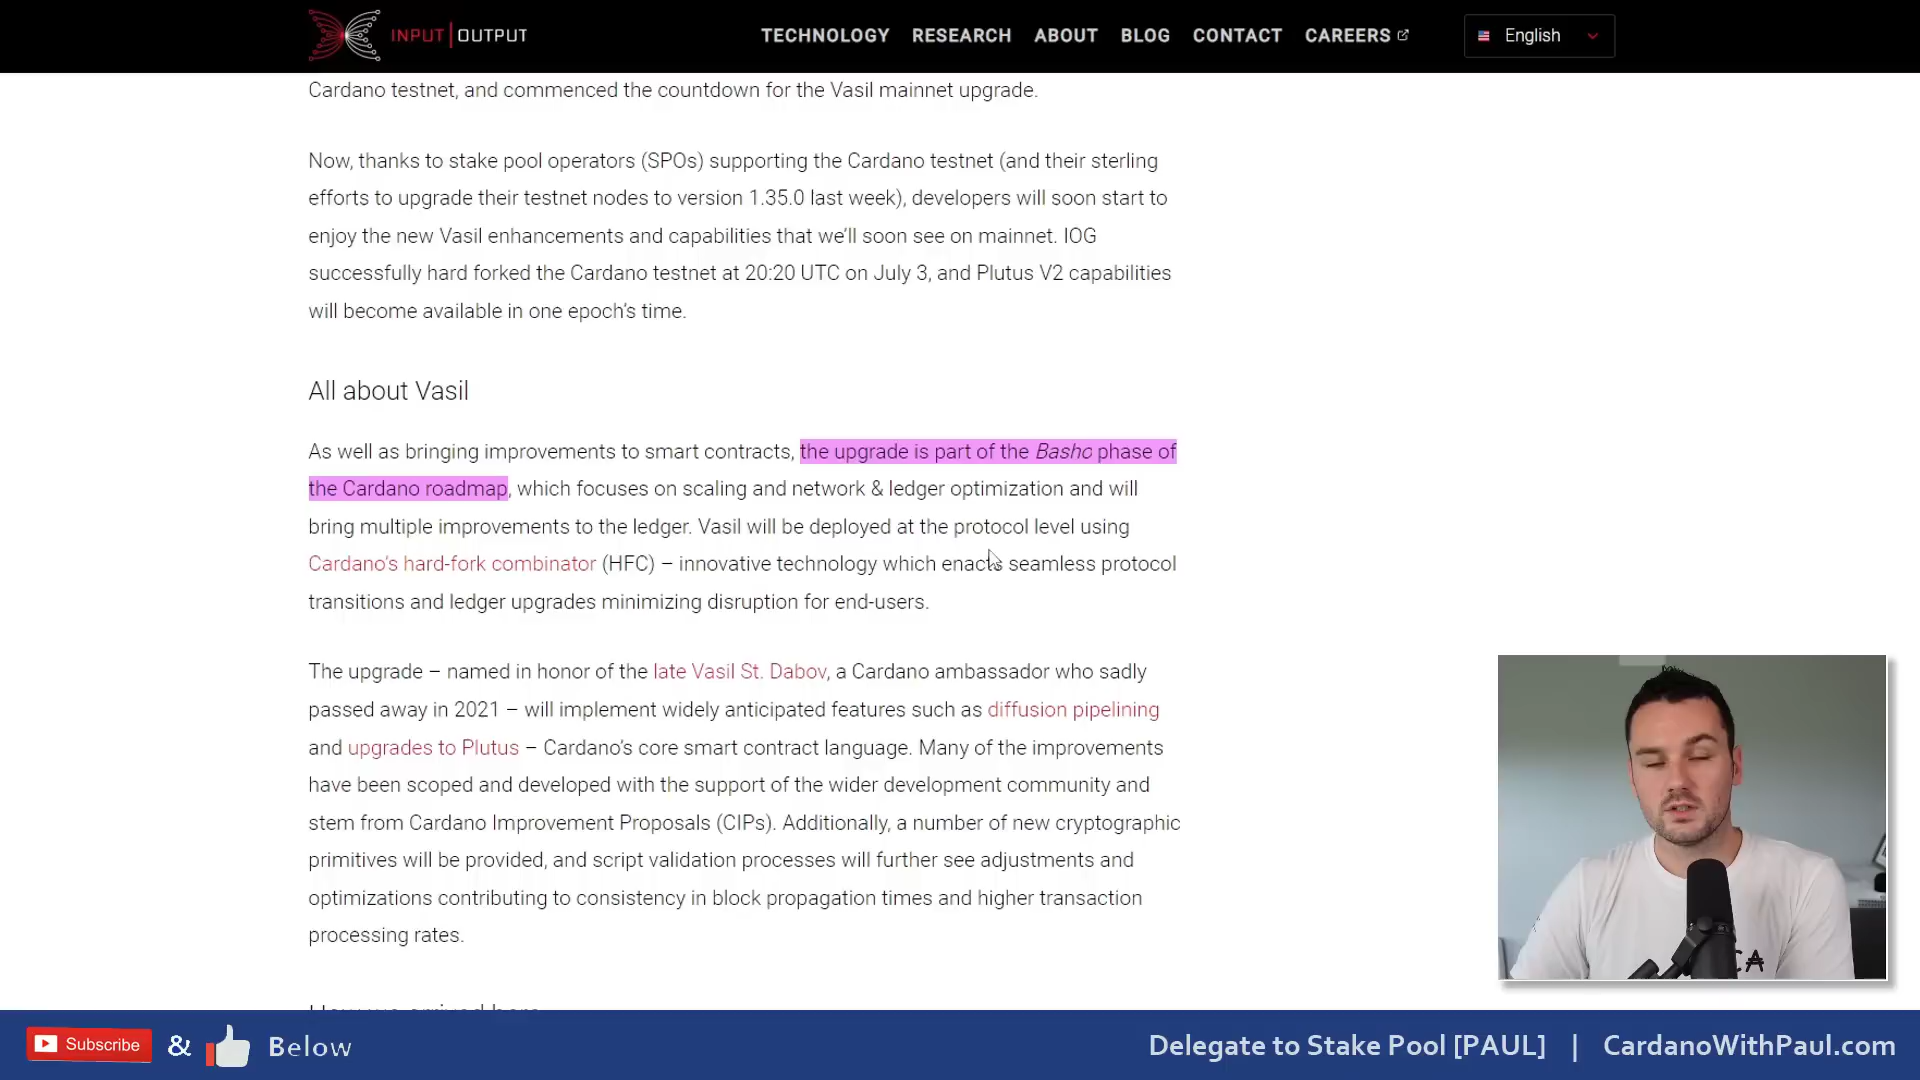 INPUT|OUTPUT
TECHNOLOGY RESEARCH ABOUT BLOG CONTACT CAREERS
English
Cardano testnet, and commenced the countdown for the Vasil mainnet upgrade.
Now, thanks to stake pool operators (SPOs) supporting the Cardano testnet (and their sterling
efforts to upgrade their testnet nodes to version 1.35.0 last week), developers will soon start to
enjoy the new Vasil enhancements and capabilities that we'll soon see on mainnet. IOG
successfully hard forked the Cardano testnet at 20:20 UTC on July 3, and Plutus V2 capabilities
will become available in one epoch's time.
All about Vasil
As well as bringing improvements to smart contracts, the upgrade is part of the Basho phase of
the Cardano roadmap, which focuses on scaling and network & ledger optimization and will
bring multiple improvements to the ledger. Vasil will be deployed at the protocol level using
Cardano's hard-fork combinator (HFC) – innovative technology which enacts seamless protocol
transitions and ledger upgrades minimizing disruption for end-users.
The upgrade – named in honor of the late Vasil St. Dabov, a Cardano ambassador who sadly
passed away in 2021 – will implement widely anticipated features such as diffusion pipelining
and upgrades to Plutus – Cardano's core smart contract language. Many of the improvements
have been scoped and developed with the support of the wider development community and
stem from Cardano Improvement Proposals (CIPs). Additionally, a number of new cryptographic
primitives will be provided, and script validation processes will further see adjustments and
optimizations contributing to consistency in block propagation times and higher transaction
processing rates.
Subscribe & Below
Delegate to Stake Pool [PAUL] | CardanoWithPaul.com